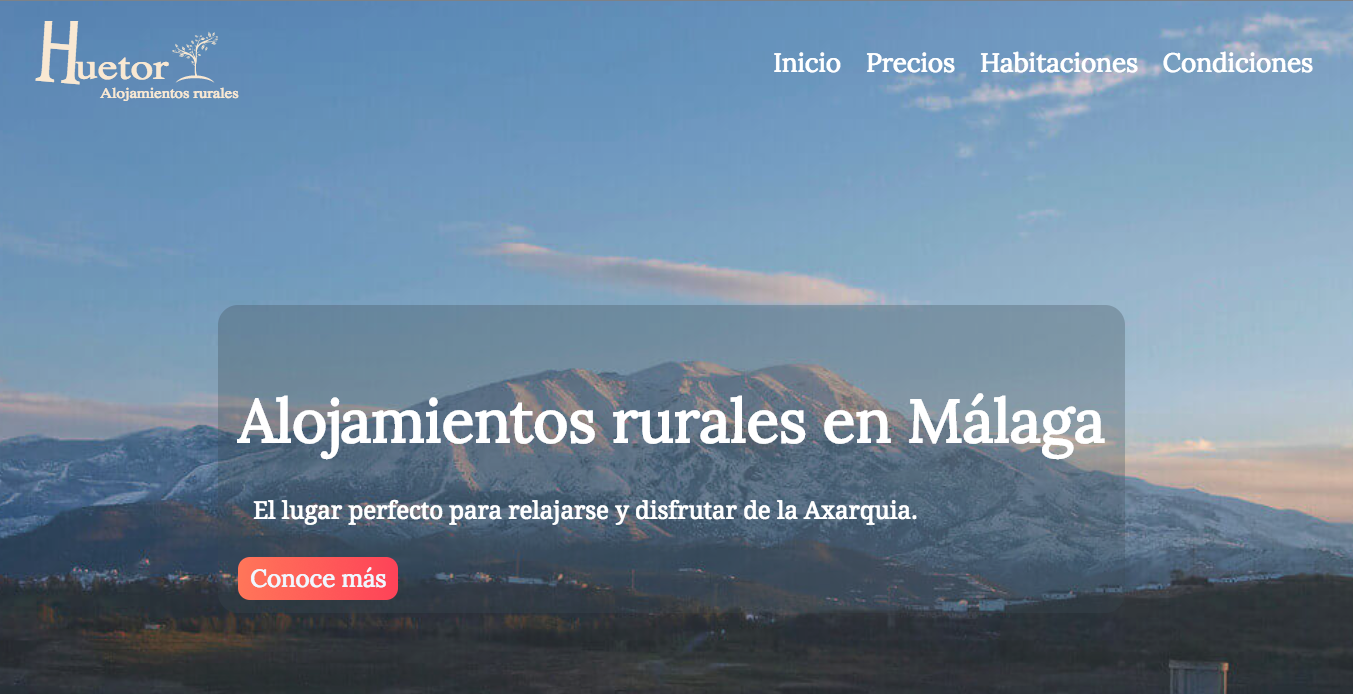 Huetor
Alojamientos rurales
Inicio Precios Habitaciones Condiciones
Alojamientos rurales en Málaga
El lugar perfecto para relajarse y disfrutar de la Axarquia.
Conoce más